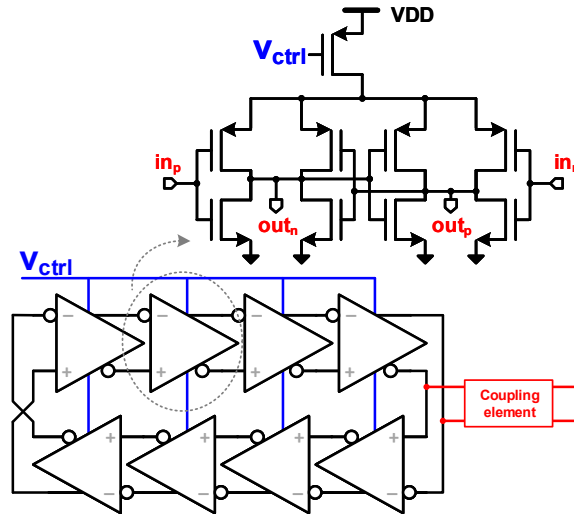 VDD
Vctrl
inp
outn
outp
in
Vctrl
− − − −
+ + + +
Coupling
element
+ + + +
− − − −